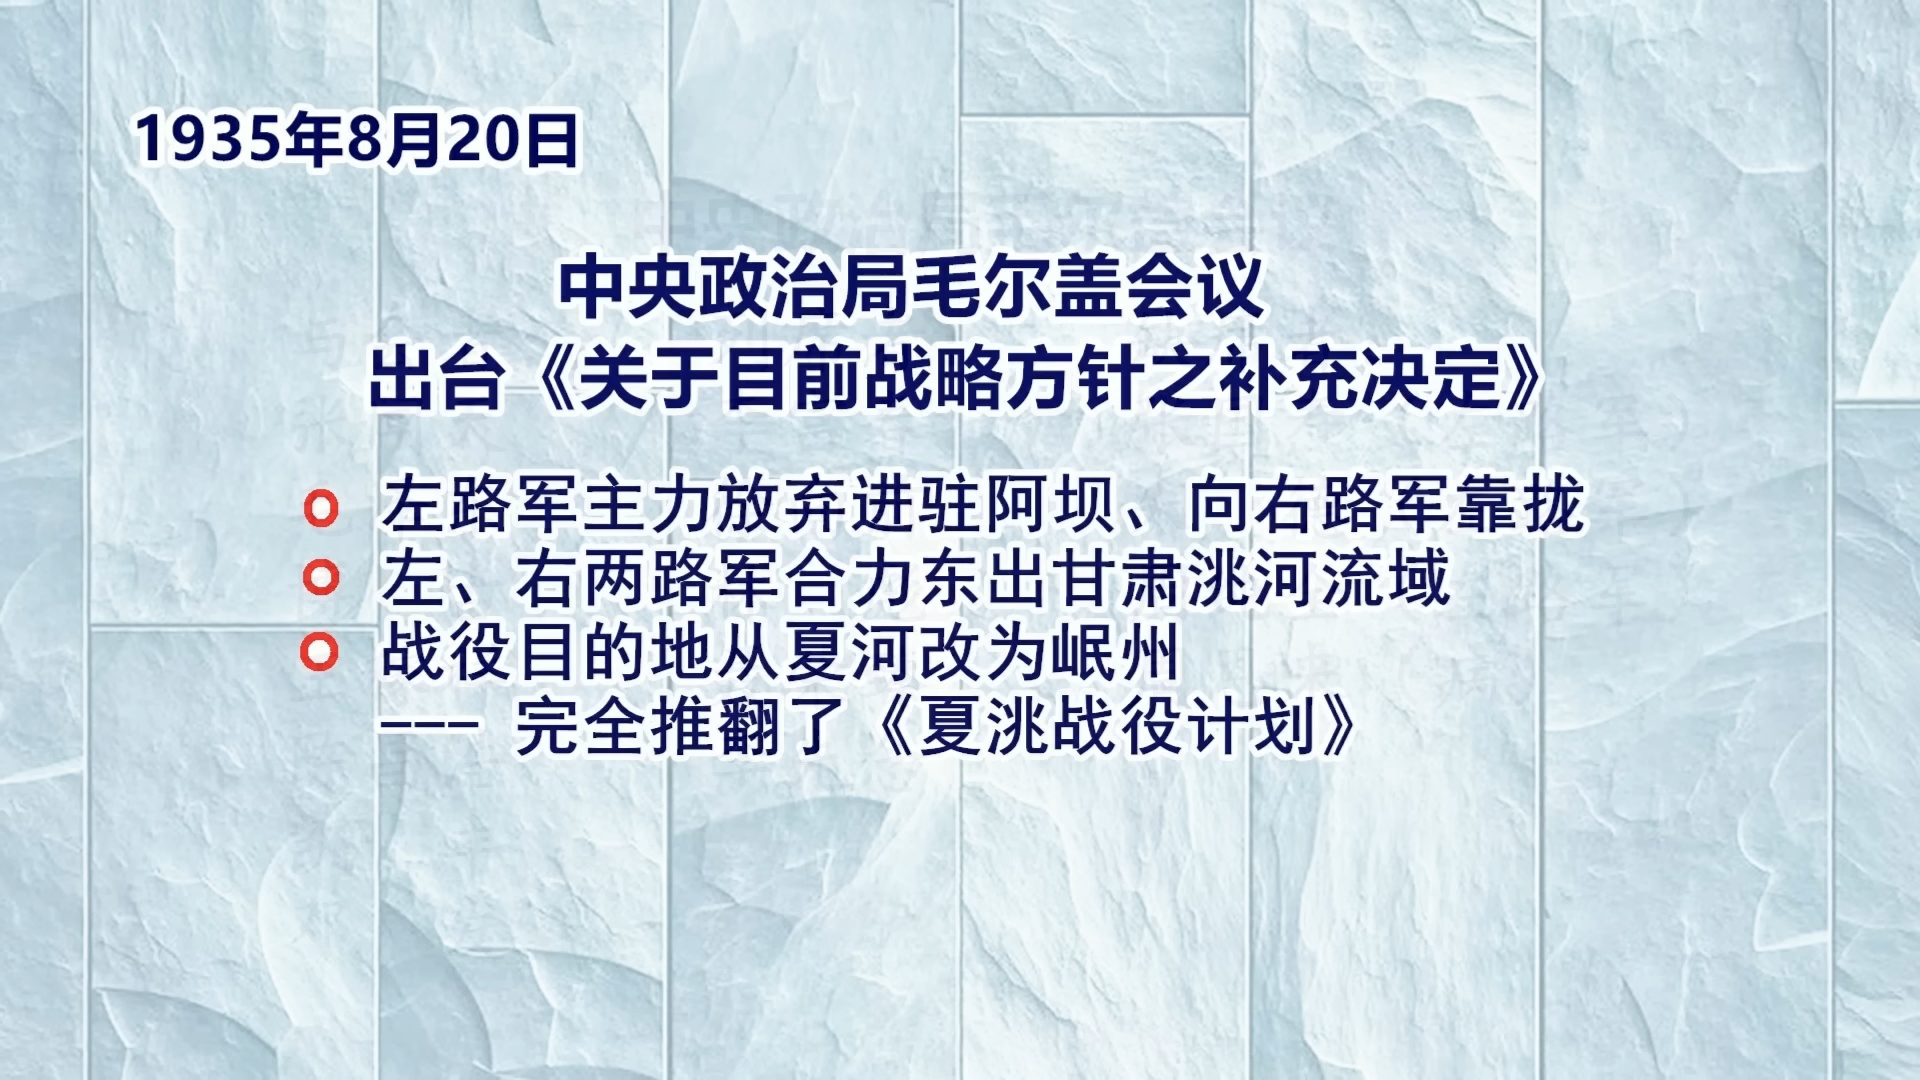 1935年8月20日
中央政治局毛尔盖会议
出台《关于目前战略方针之补充决定》
左路军主力放弃进驻阿坝、向右路军靠拢
左、右两路军合力东出甘肃洮河流域
战役目的地从夏河改为岷州
--- 完全推翻了《夏洮战役计划》